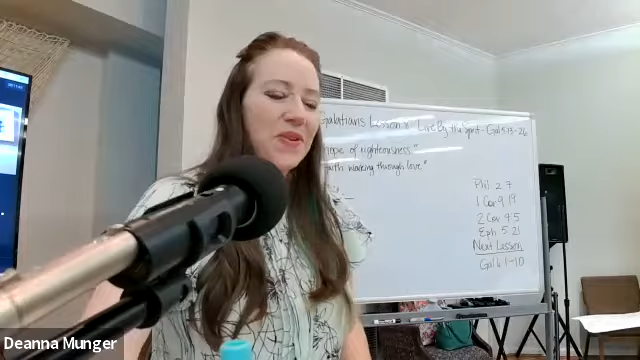 Galatians Lesson Live By the Spirit - Gal 5:13-26
hope of righteousness"
faith working through love."
Phil 2 7
1 Cor 9 19
2 Cor 4:5
Eph 5 21
Next Lesson
Gal 6 1-10
Deanna Munger